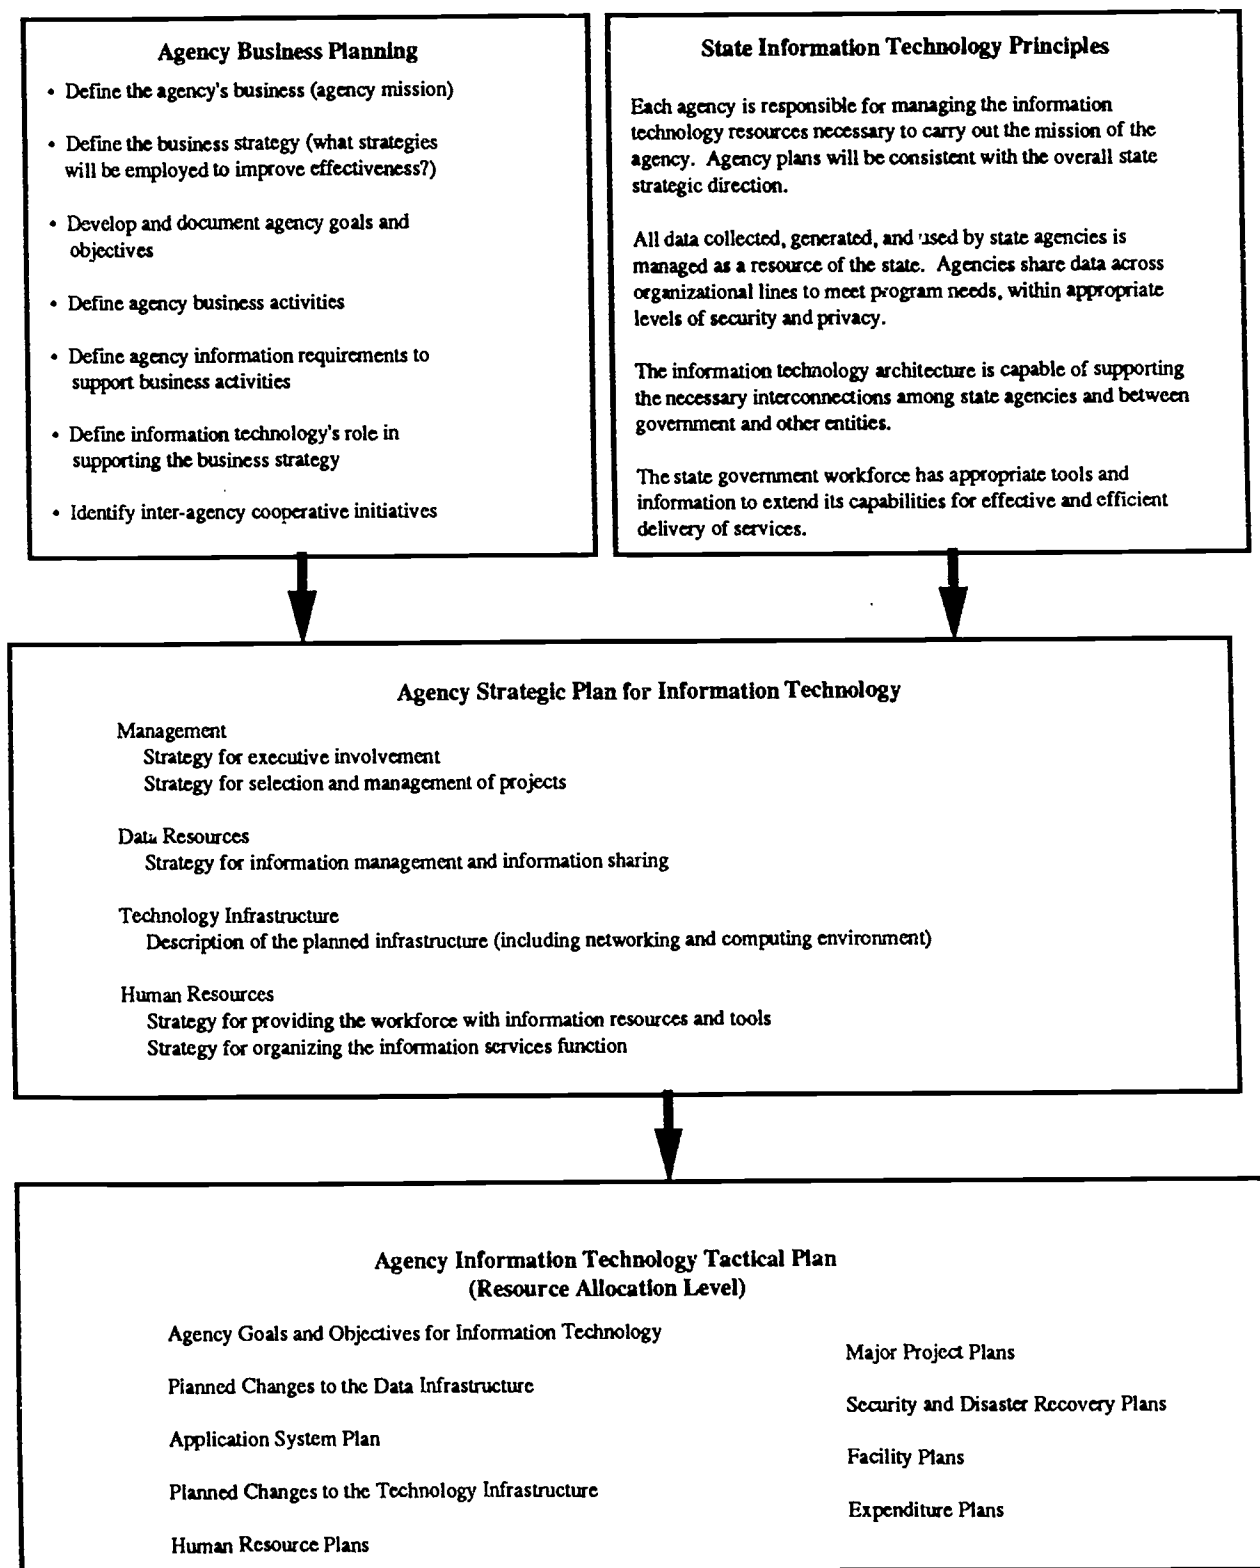 Agency Business Planning
• Define the agency's business (agency mission)
• Define the business strategy (what strategies
will be employed to improve effectiveness?)
• Develop and document agency goals and
objectives
• Define agency business activities
• Define agency information requirements to
support business activities
• Define information technology's role in
supporting the business strategy
• Identify inter-agency cooperative initiatives
State Information Technology Principles
Each agency is responsible for managing the information
technology resources necessary to carry out the mission of the
agency. Agency plans will be consistent with the overall state
strategic direction.
All data collected, generated, and used by state agencies is
managed as a resource of the state. Agencies share data across
organizational lines to meet program needs, within appropriate
levels of security and privacy.
The information technology architecture is capable of supporting
the necessary interconnections among state agencies and between
government and other entities.
The state government workforce has appropriate tools and
information to extend its capabilities for effective and efficient
delivery of services.
Agency Strategic Plan for Information Technology
Management
Strategy for executive involvement
Strategy for selection and management of projects
Data Resources
Strategy for information management and information sharing
Technology Infrastructure
Description of the planned infrastructure (including networking and computing environment)
Human Resources
Strategy for providing the workforce with information resources and tools
Strategy for organizing the information services function
Agency Information Technology Tactical Plan
(Resource Allocation Level)
Agency Goals and Objectives for Information Technology
Planned Changes to the Data Infrastructure
Application System Plan
Planned Changes to the Technology Infrastructure
Human Resource Plans
Major Project Plans
Security and Disaster Recovery Plans
Facility Plans
Expenditure Plans